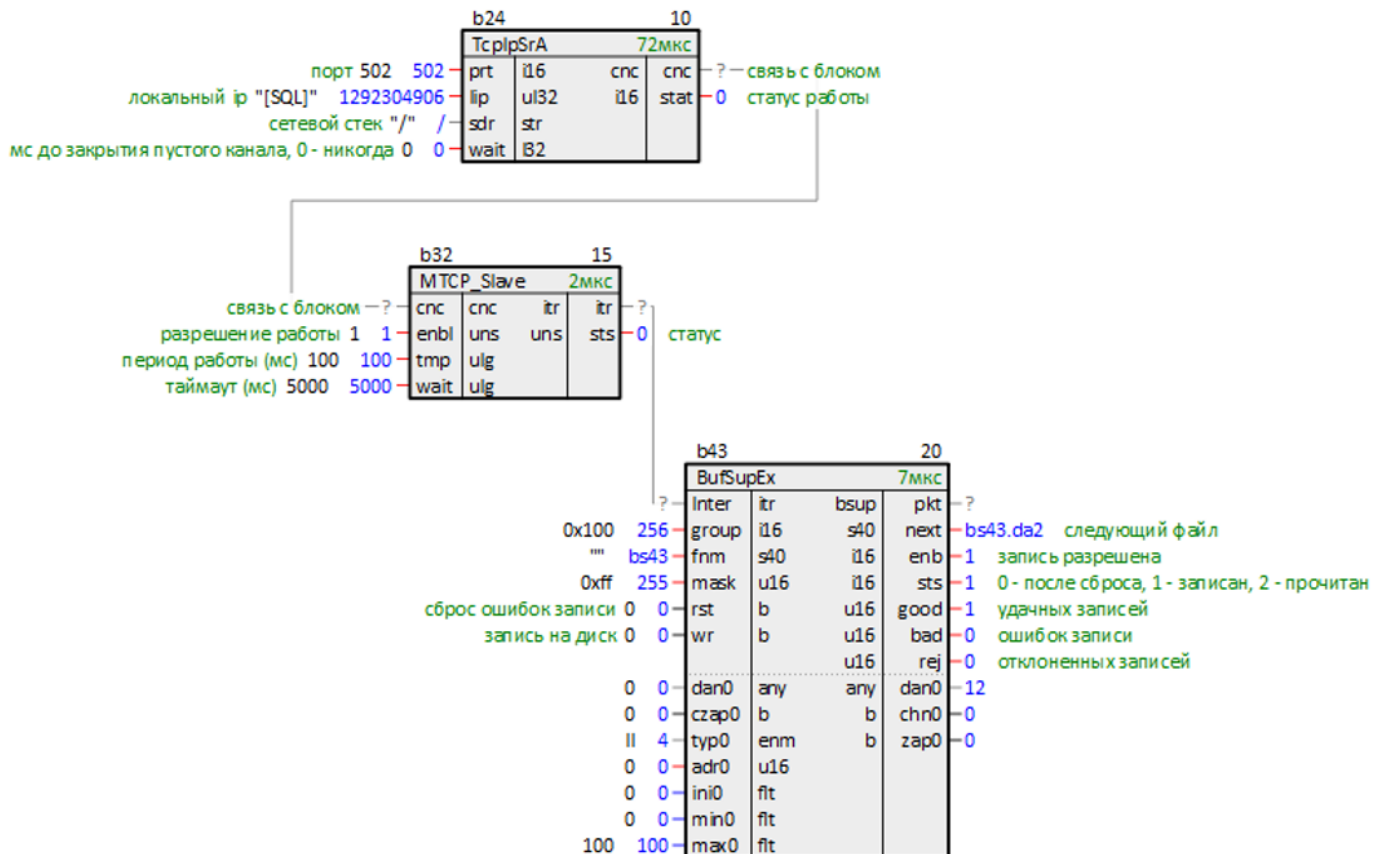 b24 10
TcpIpSrA 72мкс
порт 502 502 prt i16 cnc cnc ? связь с блоком
локальный ip "[SQL]" 1292304906 lip ul32 i16 stat 0 статус работы
сетевой стек "/" / sdr str
мс до закрытия пустого канала, 0 - никогда 0 0 wait l32
b32 15
MTCP_Slave 2мкс
связь с блоком ? cnc cnc itr itr ?
разрешение работы 1 1 enbl uns uns sts 0 статус
период работы (мс) 100 100 tmp ulg
таймаут (мс) 5000 5000 wait ulg
b43 20
BufSupEx 7мкс
? Inter itr bsup pkt ?
0x100 256 group i16 s40 next bs43.da2 следующий файл
"" bs43 fnm s40 i16 enb 1 запись разрешена
0xff 255 mask u16 i16 sts 1 0 - после сброса, 1 - записан, 2 - прочитан
сброс ошибок записи 0 0 rst b u16 good 1 удачных записей
запись на диск 0 0 wr b u16 bad 0 ошибок записи
u16 rej 0 отклоненных записей
0 0 dan0 any any dan0 12
0 0 czap0 b b chn0 0
II 4 typ0 enm b zap0 0
0 0 adr0 u16
0 0 ini0 flt
0 0 min0 flt
100 100 max0 flt